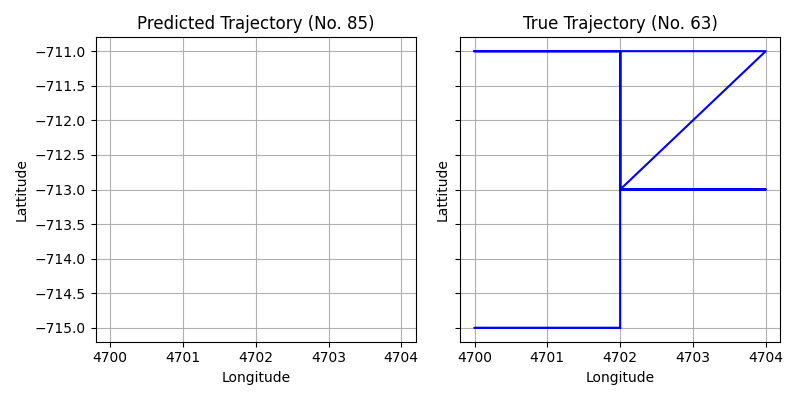 Predicted Trajectory (No. 85)
True Trajectory (No. 63)
Lattitude
−711.0
−711.5
−712.0
−712.5
−713.0
−713.5
−714.0
−714.5
−715.0
4700 4701 4702 4703 4704
Longitude
Lattitude
4700 4701 4702 4703 4704
Longitude